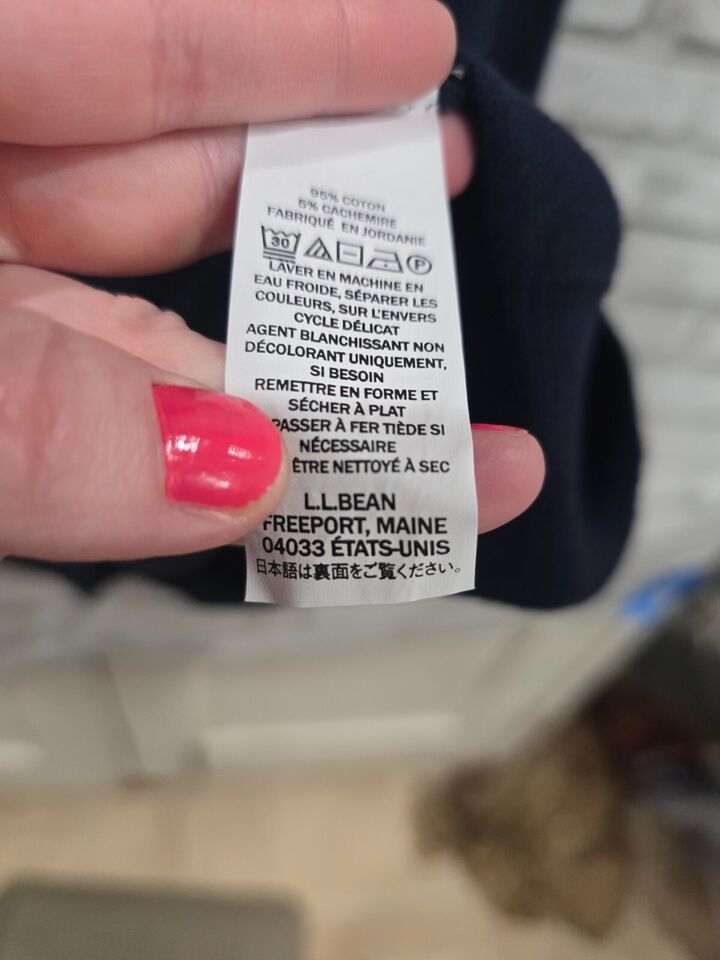 95% COTON
5% CACHEMIRE
FABRIQUÉ EN JORDANIE
30 P
LAVER EN MACHINE EN
EAU FROIDE, SÉPARER LES
COULEURS, SUR L'ENVERS
CYCLE DÉLICAT
AGENT BLANCHISSANT NON
DÉCOLORANT UNIQUEMENT,
SI BESOIN
REMETTRE EN FORME ET
SÉCHER À PLAT
PASSER À FER TIÈDE SI
NÉCESSAIRE
ÊTRE NETTOYÉ À SEC
L.L.BEAN
FREEPORT, MAINE
04033 ÉTATS-UNIS
日本語は裏面をご覧ください。